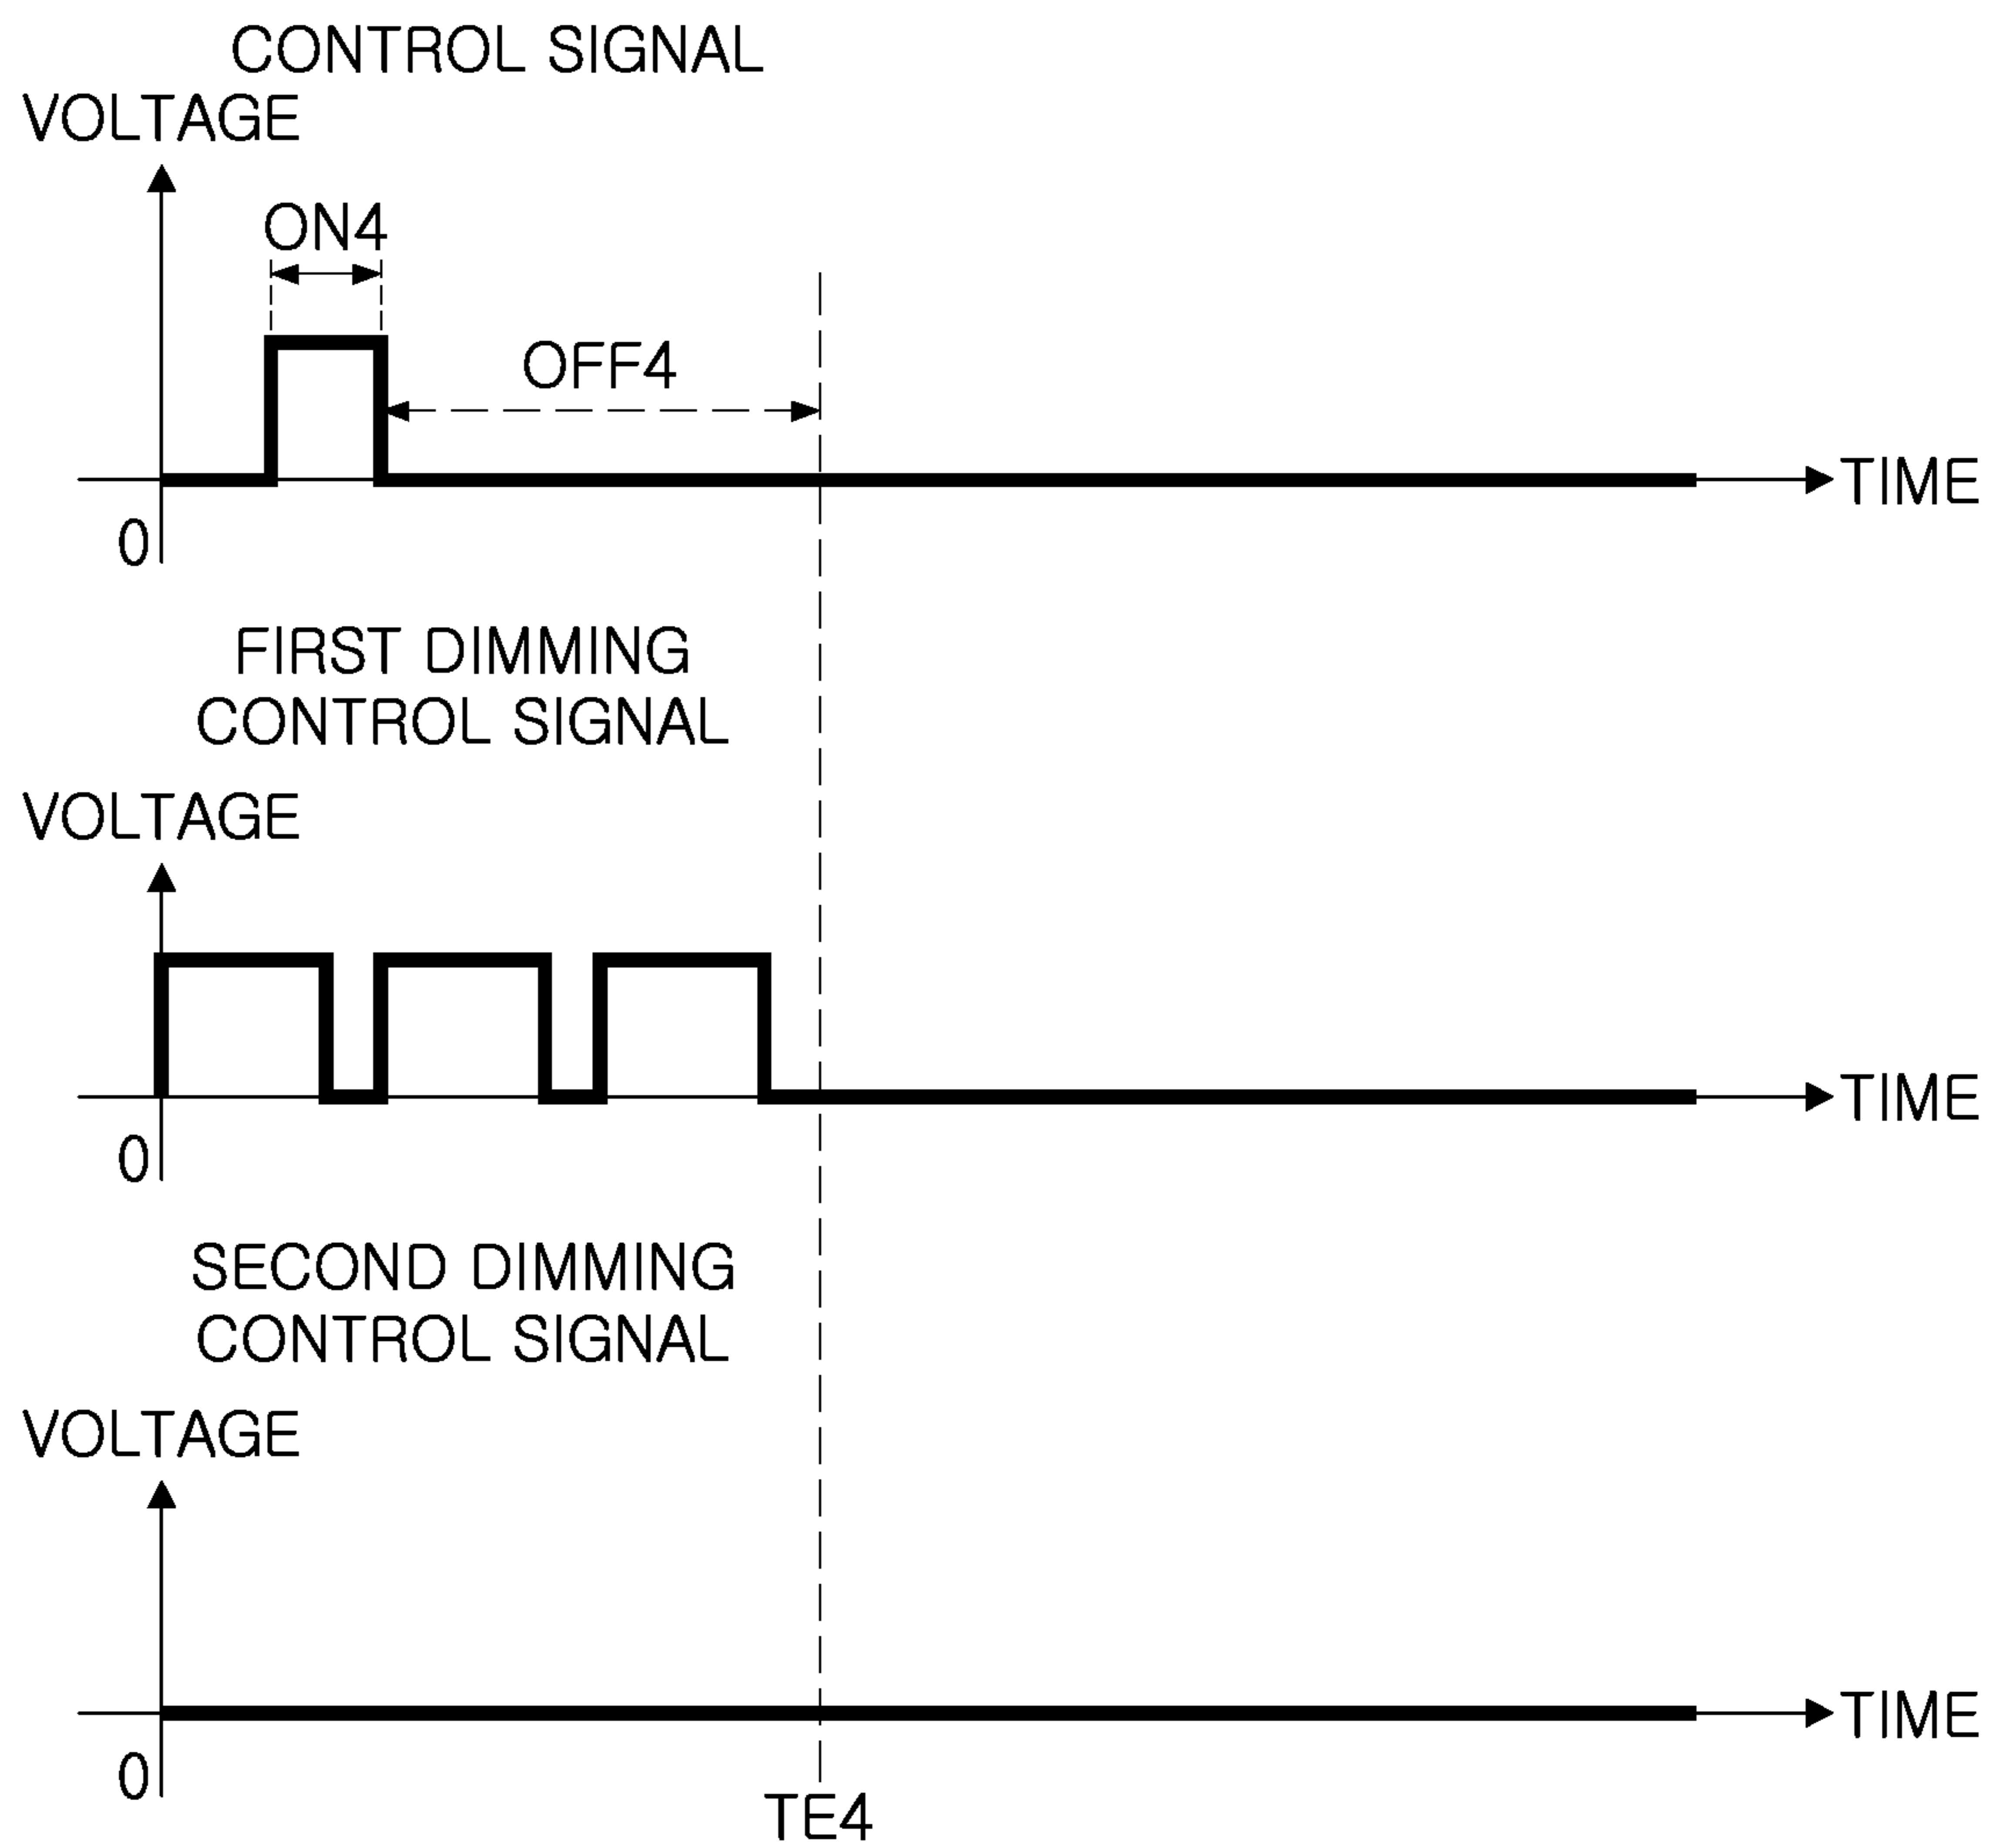 CONTROL SIGNAL
VOLTAGE
ON4
OFF4
TIME
0
FIRST DIMMING
CONTROL SIGNAL
VOLTAGE
TIME
0
SECOND DIMMING
CONTROL SIGNAL
VOLTAGE
TIME
0
TE4